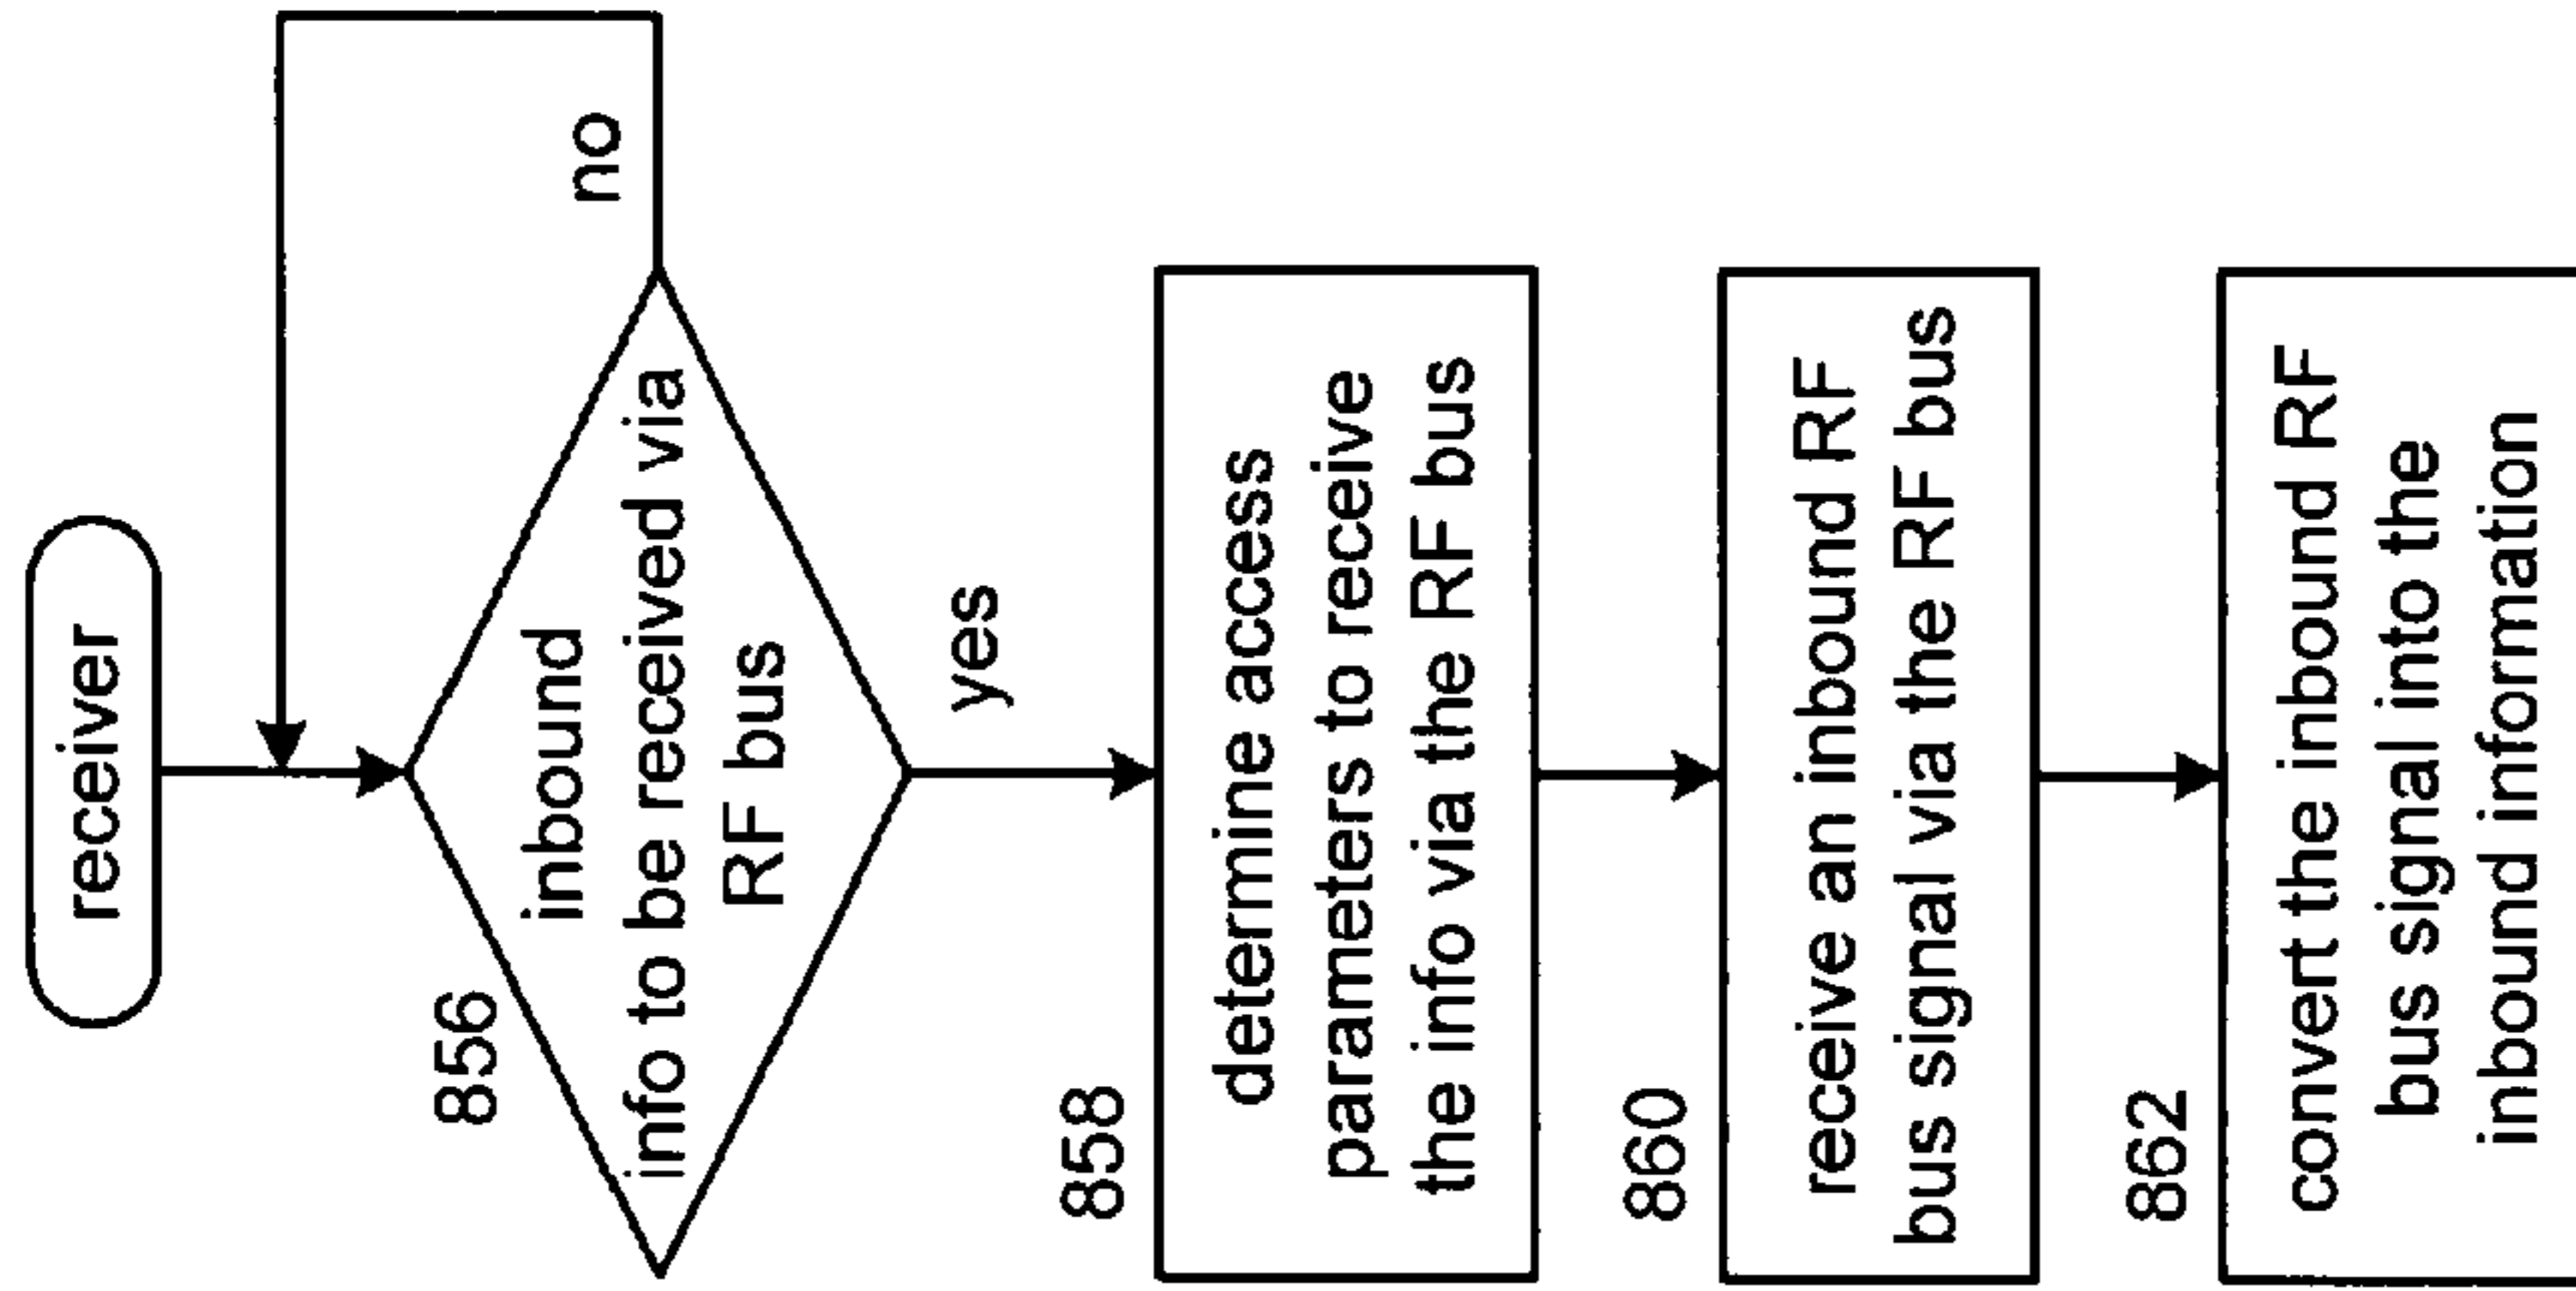 receiver
856
inbound
info to be received via
RF bus
no
yes
858
determine access
parameters to receive
the info via the RF bus
860
receive an inbound RF
bus signal via the RF bus
862
convert the inbound RF
bus signal into the
inbound information